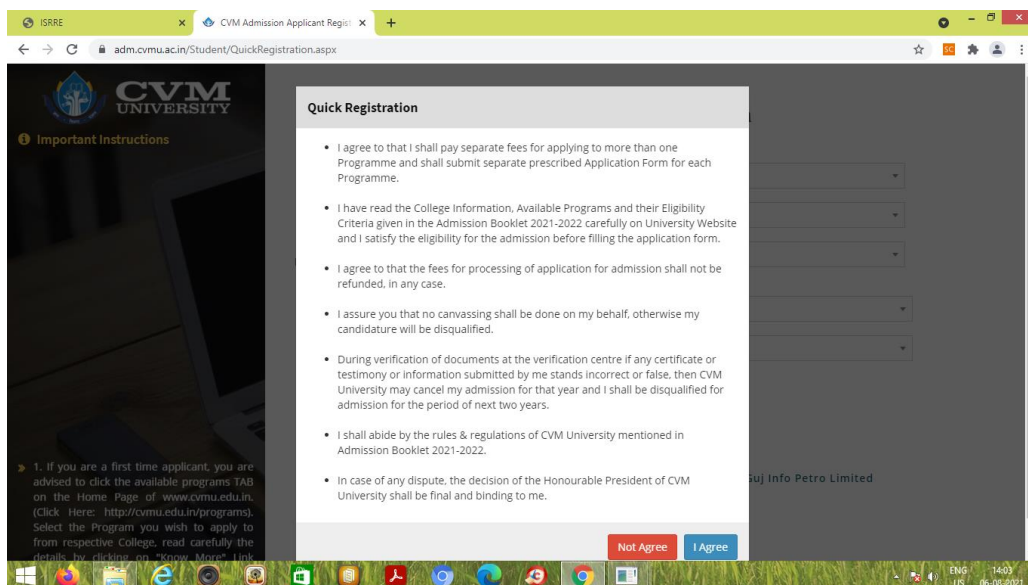 ISRRE
CVM Admission Applicant Regist
adm.cvmu.ac.in/Student/QuickRegistration.aspx
SC
CVM
UNIVERSITY
Important Instructions
Quick Registration
• I agree to that I shall pay separate fees for applying to more than one
Programme and shall submit separate prescribed Application Form for each
Programme.
• I have read the College Information, Available Programs and their Eligibility
Criteria given in the Admission Booklet 2021-2022 carefully on University Website
and I satisfy the eligibility for the admission before filling the application form.
• I agree to that the fees for processing of application for admission shall not be
refunded, in any case.
• I assure you that no canvassing shall be done on my behalf, otherwise my
candidature will be disqualified.
• During verification of documents at the verification centre if any certificate or
testimony or information submitted by me stands incorrect or false, then CVM
University may cancel my admission for that year and I shall be disqualified for
admission for the period of next two years.
• I shall abide by the rules & regulations of CVM University mentioned in
Admission Booklet 2021-2022.
• In case of any dispute, the decision of the Honourable President of CVM
University shall be final and binding to me.
Not Agree
I Agree
1. If you are a first time applicant, you are
advised to click the available programs TAB
on the Home Page of www.cvmu.edu.in.
(Click Here: http://cvmu.edu.in/programs).
Select the Program you wish to apply to
from respective College, read carefully the
details by clicking on "Know More" Link
Guj Info Petro Limited
ENG
US
14:03
06-08-2021